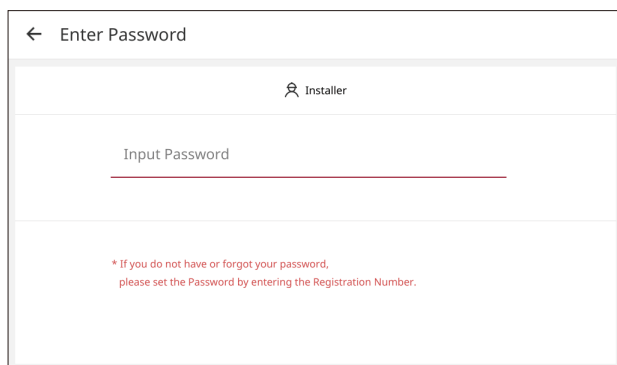 Enter Password
Installer
Input Password
* If you do not have or forgot your password,
please set the Password by entering the Registration Number.